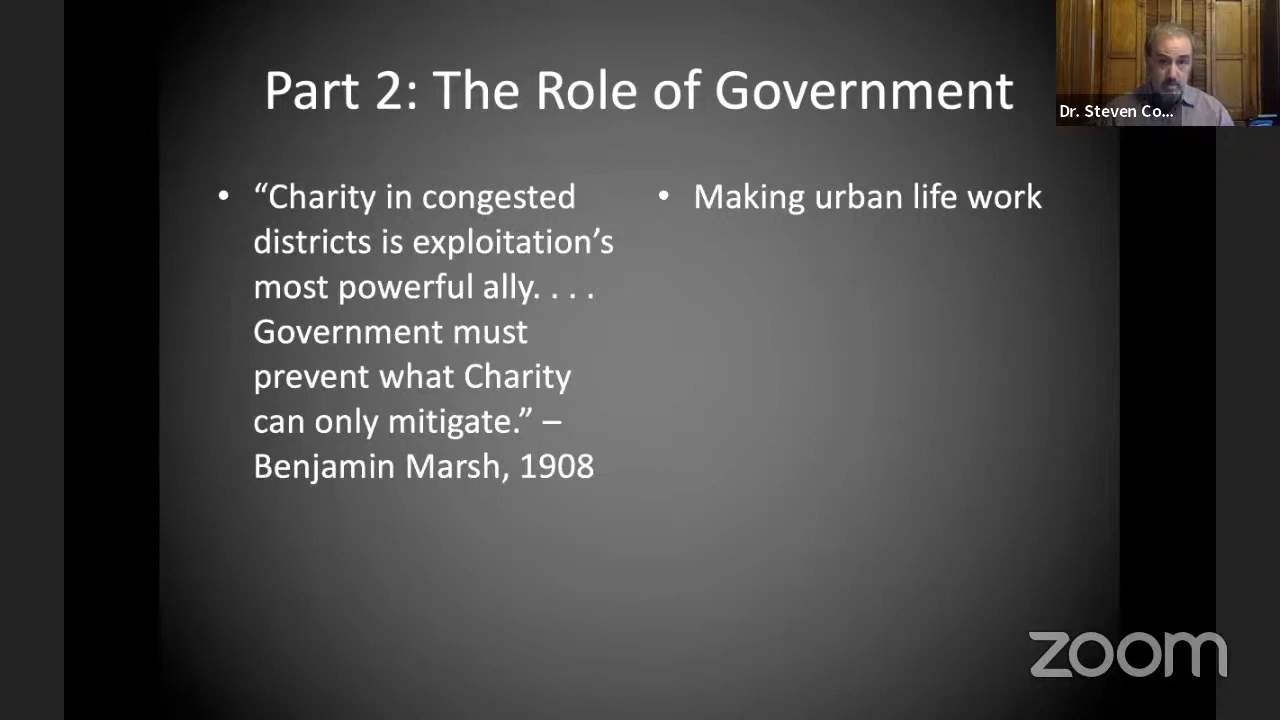 Part 2: The Role of Government
Dr. Steven Co...
• “Charity in congested
districts is exploitation’s
most powerful ally. . . .
Government must
prevent what Charity
can only mitigate.” –
Benjamin Marsh, 1908
• Making urban life work
zoom